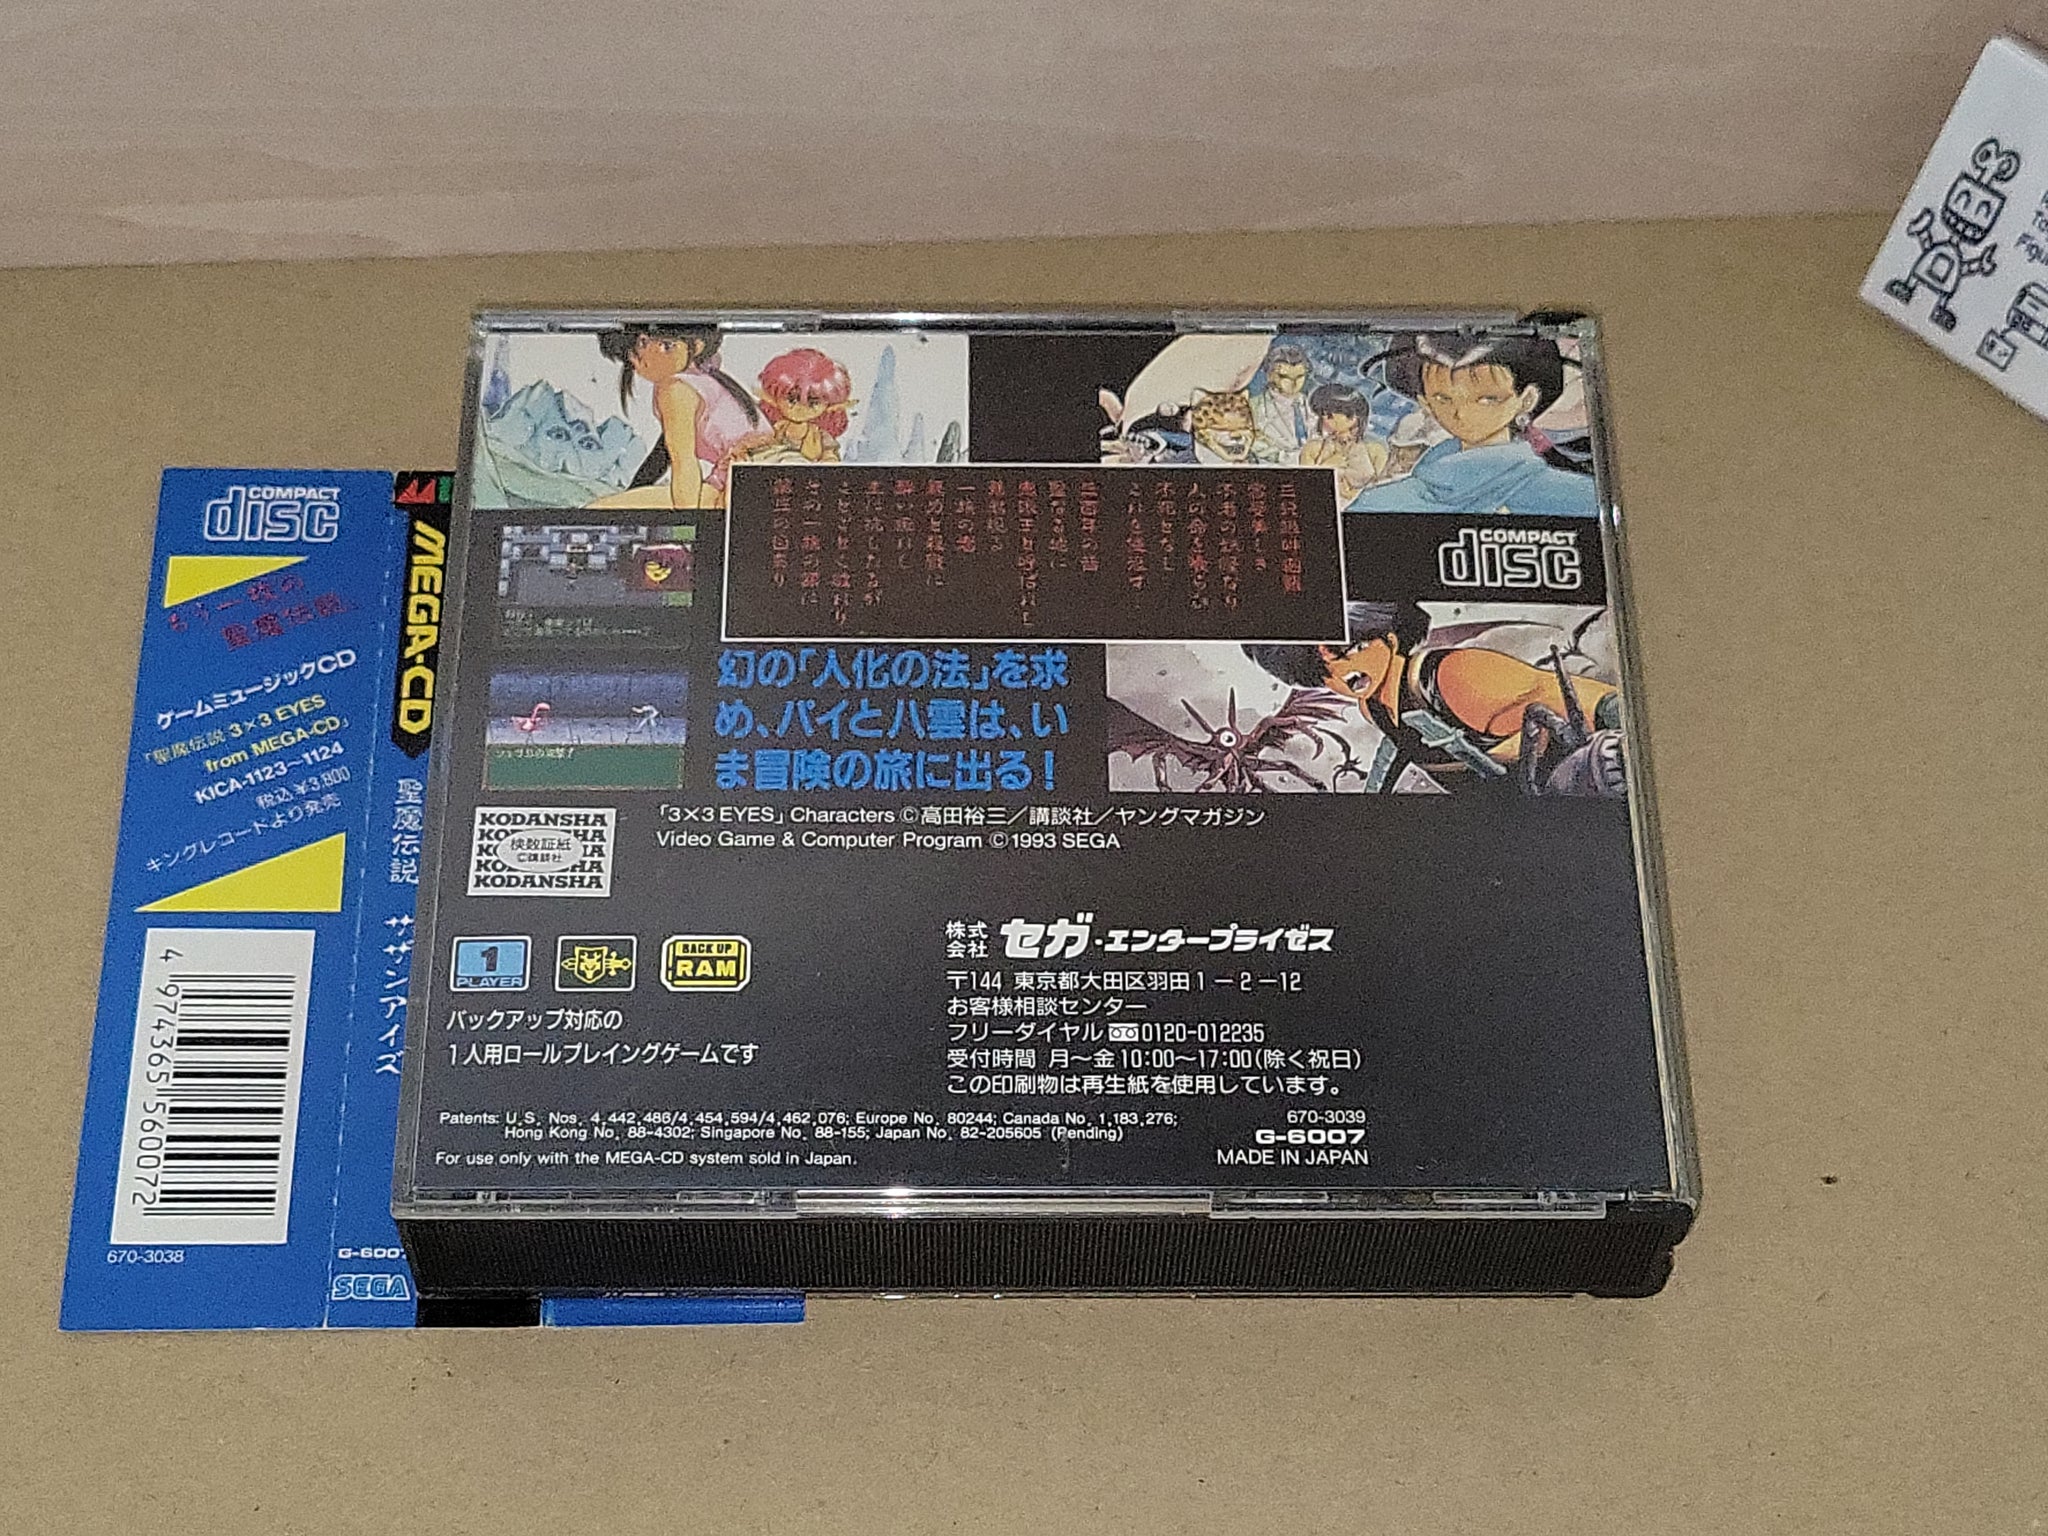 COMPACT
disc
もう一枚の
聖魔伝説。
ゲームミュージックCD
「聖魔伝説 3×3 EYES
from MEGA-CD」
KICA-1123〜1124
税込¥3,800
キングレコードより発売
4 974365 560072
670-3038
MEGA-CD
聖魔伝説
サザンアイズ
G-6007
SEGA
COMPACT
disc
幻の「人化の法」を求
め、パイと八雲は、い
ま冒険の旅に出る!
「3×3 EYES」 Characters ©高田裕三/講談社/ヤングマガジン
Video Game & Computer Program ©1993 SEGA
KODANSHA
検数証紙
©講談社
KODANSHA
1
PLAYER
BACK UP
RAM
バックアップ対応の
1人用ロールプレイングゲームです
株式
会社 セガ・エンタープライゼス
〒144 東京都大田区羽田1-2-12
お客様相談センター
フリーダイヤル 0120-012235
受付時間 月〜金10:00〜17:00(除く祝日)
この印刷物は再生紙を使用しています。
Patents: U.S. Nos. 4,442,486/4,454,594/4,462,076; Europe No. 80244; Canada No. 1,183,276;
Hong Kong No. 88-4302; Singapore No. 88-155; Japan No. 82-205605 (Pending)
For use only with the MEGA-CD system sold in Japan.
670-3039
G-6007
MADE IN JAPAN